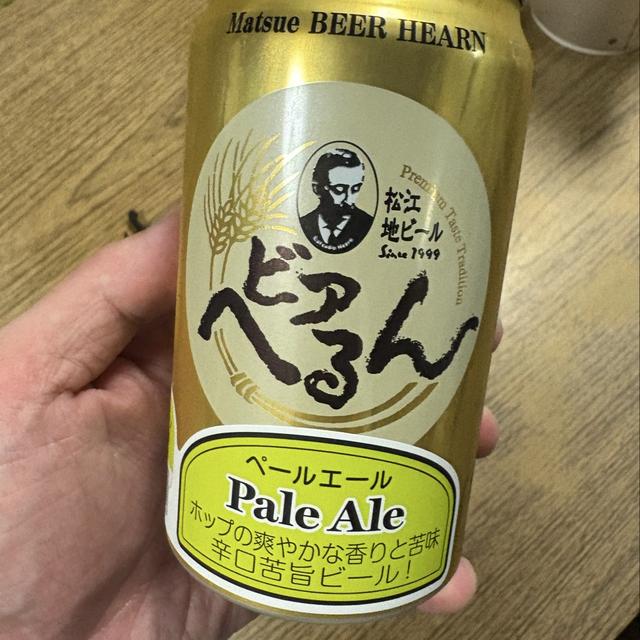 Matsue BEER HEARN
Premium Taste Tradition
松江
地ビール
Since 1999
ビア
へるん
ペールエール
Pale Ale
ホップの爽やかな香りと苦味
辛口苦旨ビール!